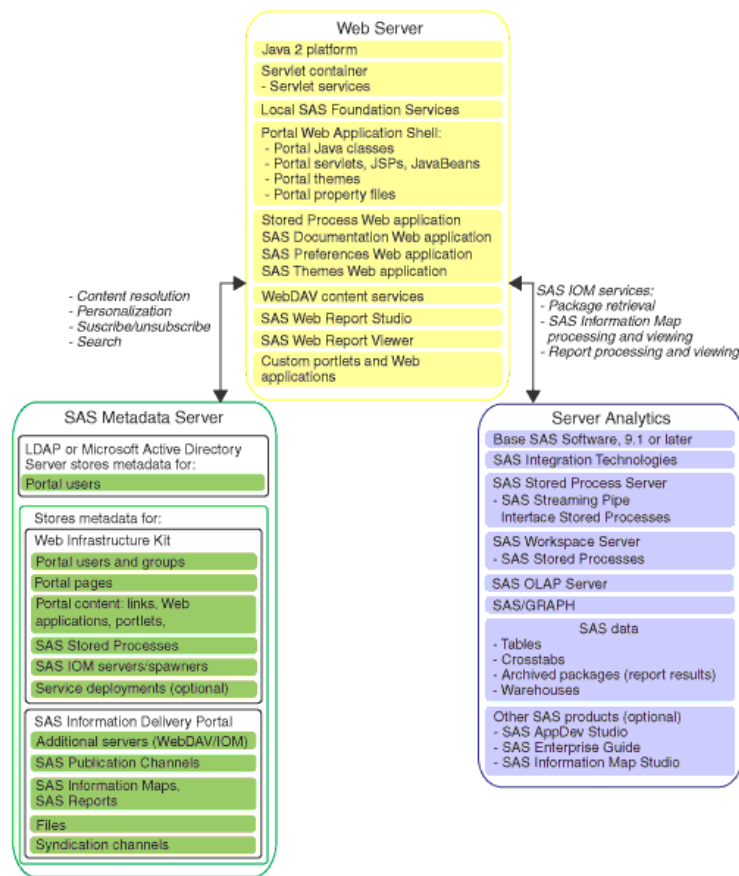 Web Server
Java 2 platform
Servlet container
- Servlet services
Local SAS Foundation Services
Portal Web Application Shell:
- Portal Java classes
- Portal servlets, JSPs, JavaBeans
- Portal themes
- Portal property files
Stored Process Web application
SAS Documentation Web application
SAS Preferences Web application
SAS Themes Web application
WebDAV content services
SAS Web Report Studio
SAS Web Report Viewer
Custom portlets and Web
applications
- Content resolution
- Personalization
- Suscribe/unsubscribe
- Search
SAS IOM services;
- Package retrieval
- SAS Information Map
processing and viewing
- Report processing and viewing
SAS Metadata Server
LDAP or Microsoft Active Directory
Server stores metadata for:
Portal users
Stores metadata for:
Web Infrastructure Kit
Portal users and groups
Portal pages
Portal content: links, Web
applications, portlets,
SAS Stored Processes
SAS IOM servers/spawners
Service deployments (optional)
SAS Information Delivery Portal
Additional servers (WebDAV/IOM)
SAS Publication Channels
SAS Information Maps,
SAS Reports
Files
Syndication channels
Server Analytics
Base SAS Software, 9.1 or later
SAS Integration Technologies
SAS Stored Process Server
- SAS Streaming Pipe
Interface Stored Processes
SAS Workspace Server
- SAS Stored Processes
SAS OLAP Server
SAS/GRAPH
SAS data
- Tables
- Crosstabs
- Archived packages (report results)
- Warehouses
Other SAS products (optional)
- SAS AppDev Studio
- SAS Enterprise Guide
- SAS Information Map Studio